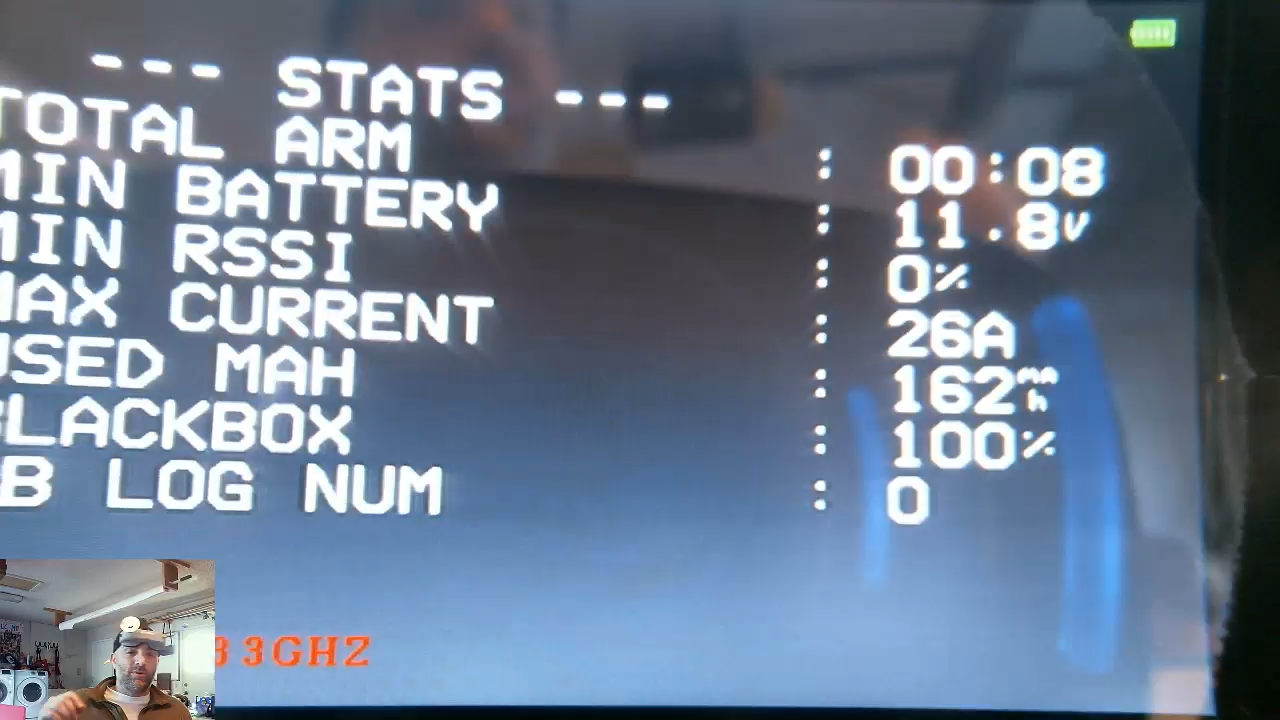 --- STATS ---
TOTAL ARM : 00:08
MIN BATTERY : 11.8V
MIN RSSI : 0%
MAX CURRENT : 26A
USED MAH : 162mAh
BLACKBOX : 100%
BB LOG NUM : 0
3GHZ